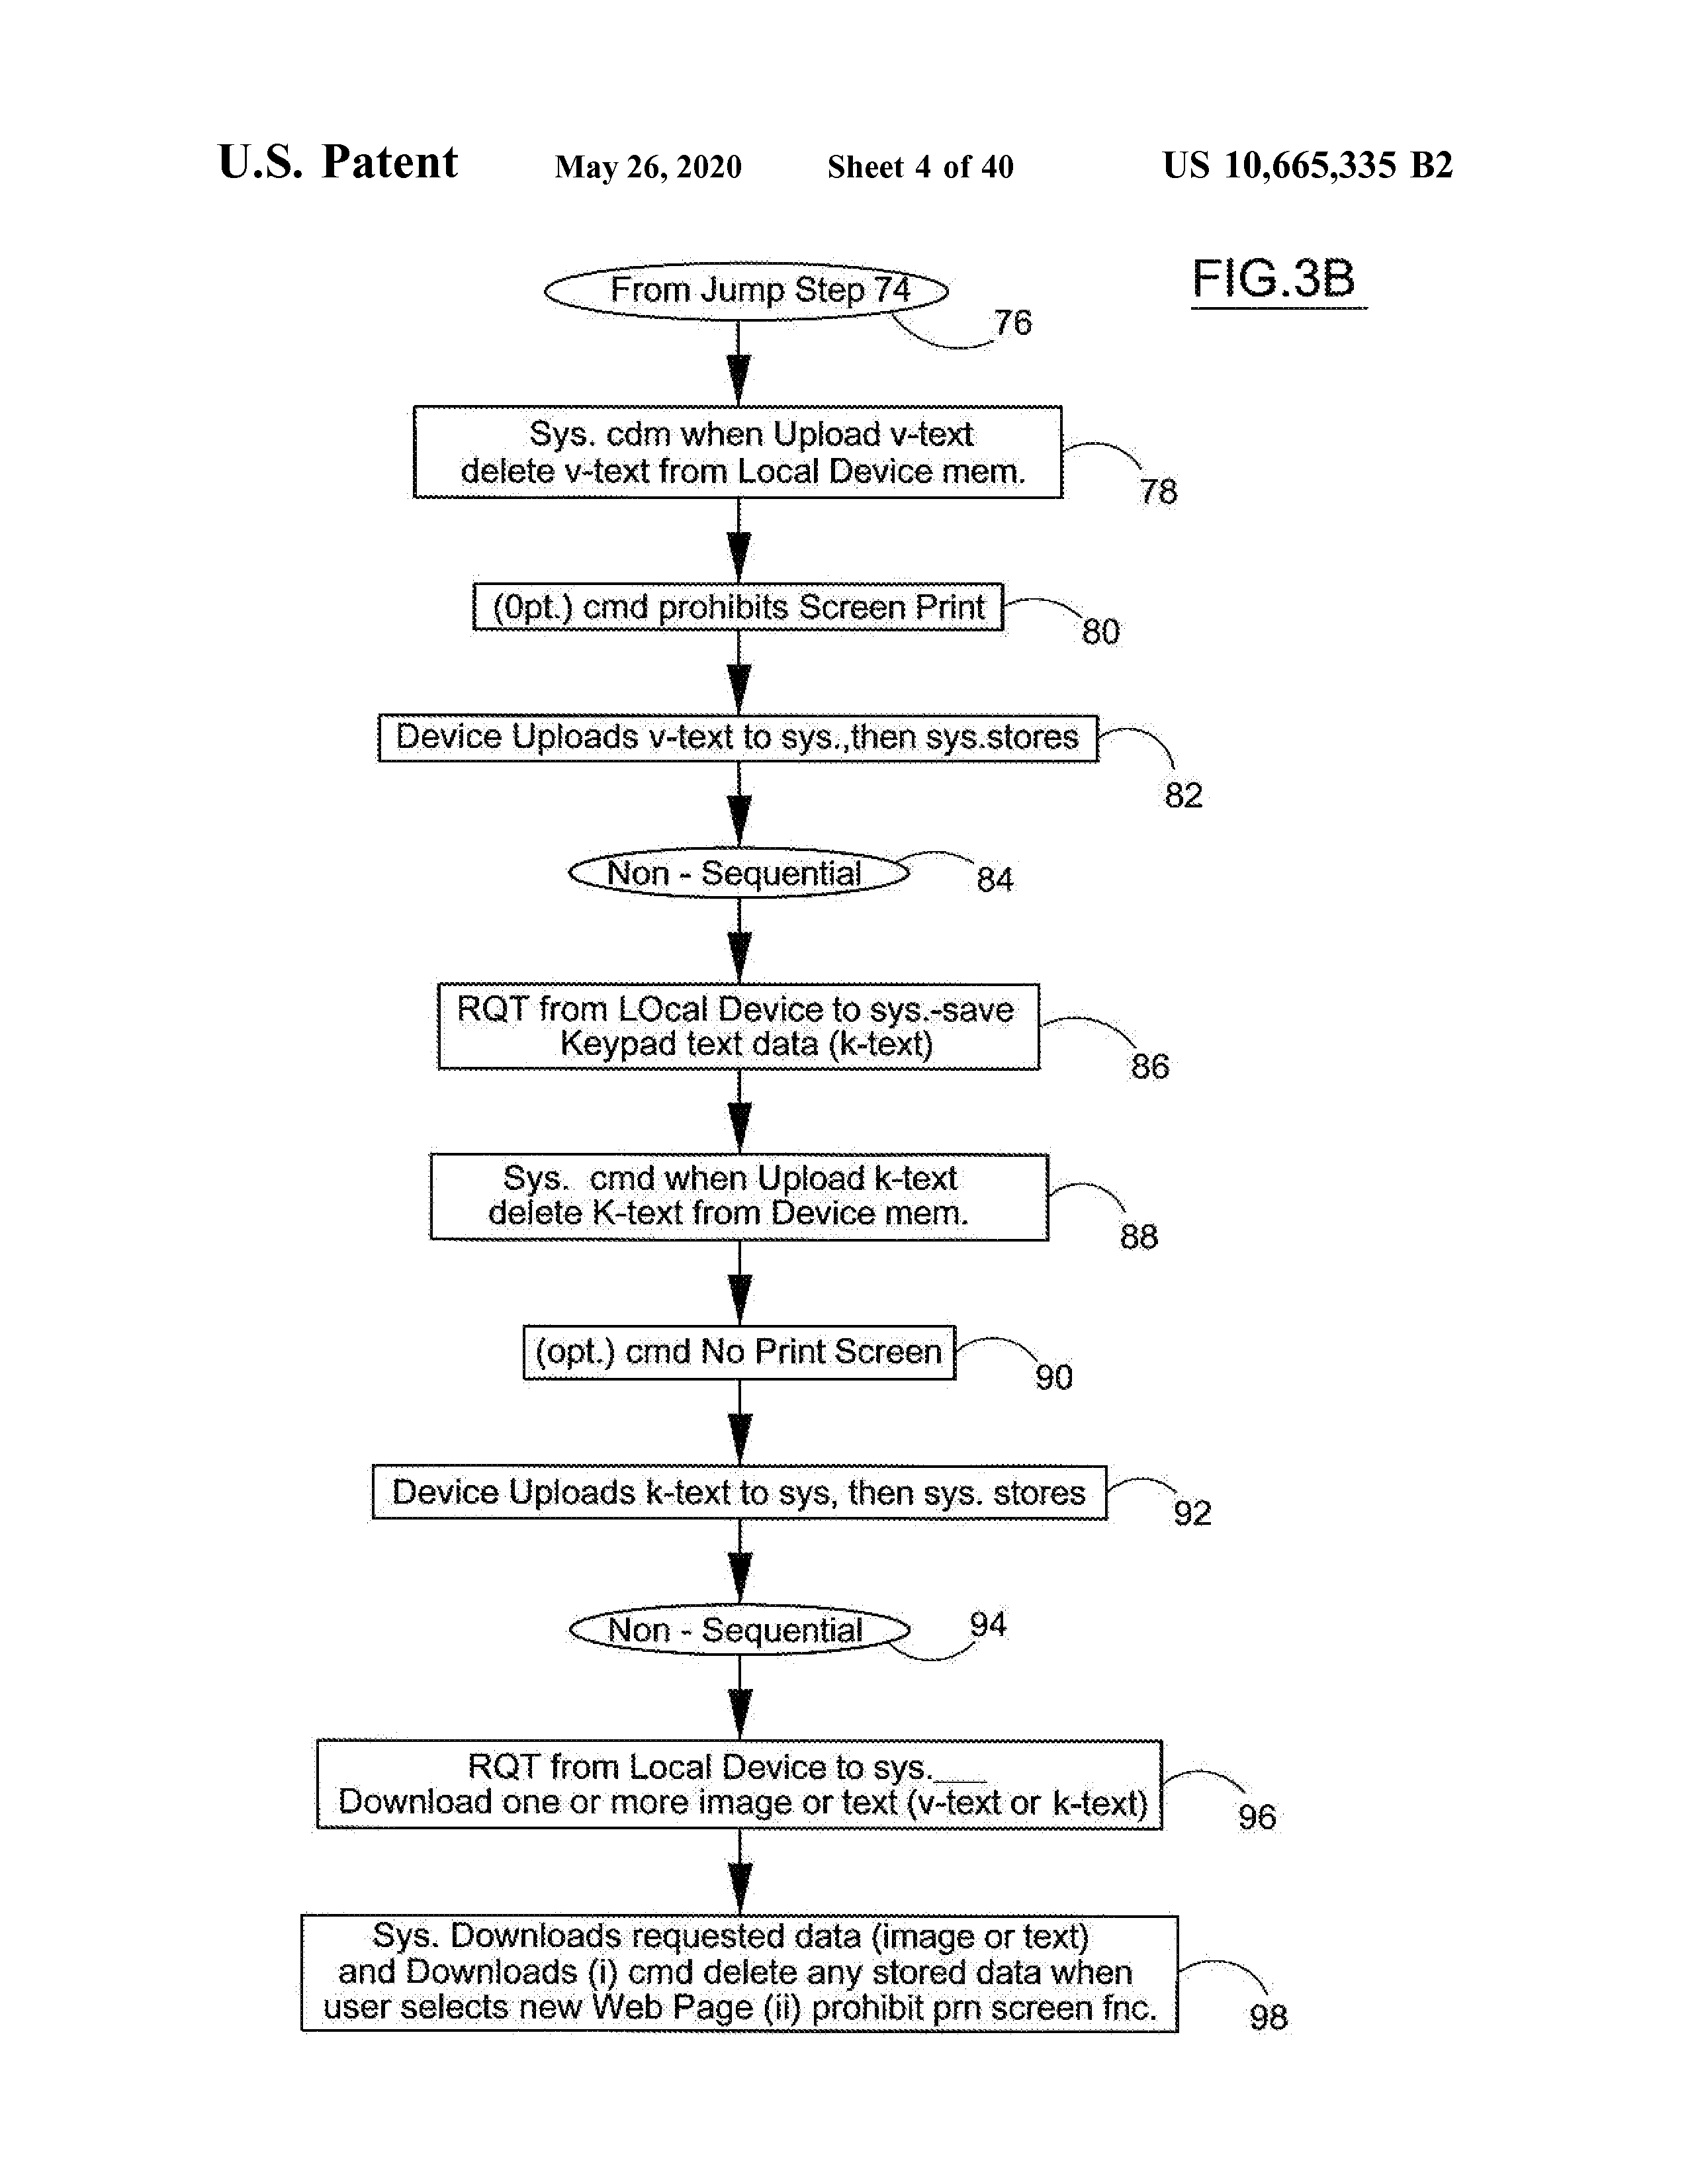 U.S. Patent May 26, 2020 Sheet 4 of 40 US 10,665,335 B2
FIG.3B
From Jump Step 74
76
Sys. cdm when Upload v-text
delete v-text from Local Device mem.
78
(Opt.) cmd prohibits Screen Print
80
Device Uploads v-text to sys.,then sys.stores
82
Non - Sequential
84
RQT from LOcal Device to sys.-save
Keypad text data (k-text)
86
Sys. cmd when Upload k-text
delete K-text from Device mem.
88
(opt.) cmd No Print Screen
90
Device Uploads k-text to sys, then sys. stores
92
Non - Sequential
94
RQT from Local Device to sys.___
Download one or more image or text (v-text or k-text)
96
Sys. Downloads requested data (image or text)
and Downloads (i) cmd delete any stored data when
user selects new Web Page (ii) prohibit prn screen fnc.
98